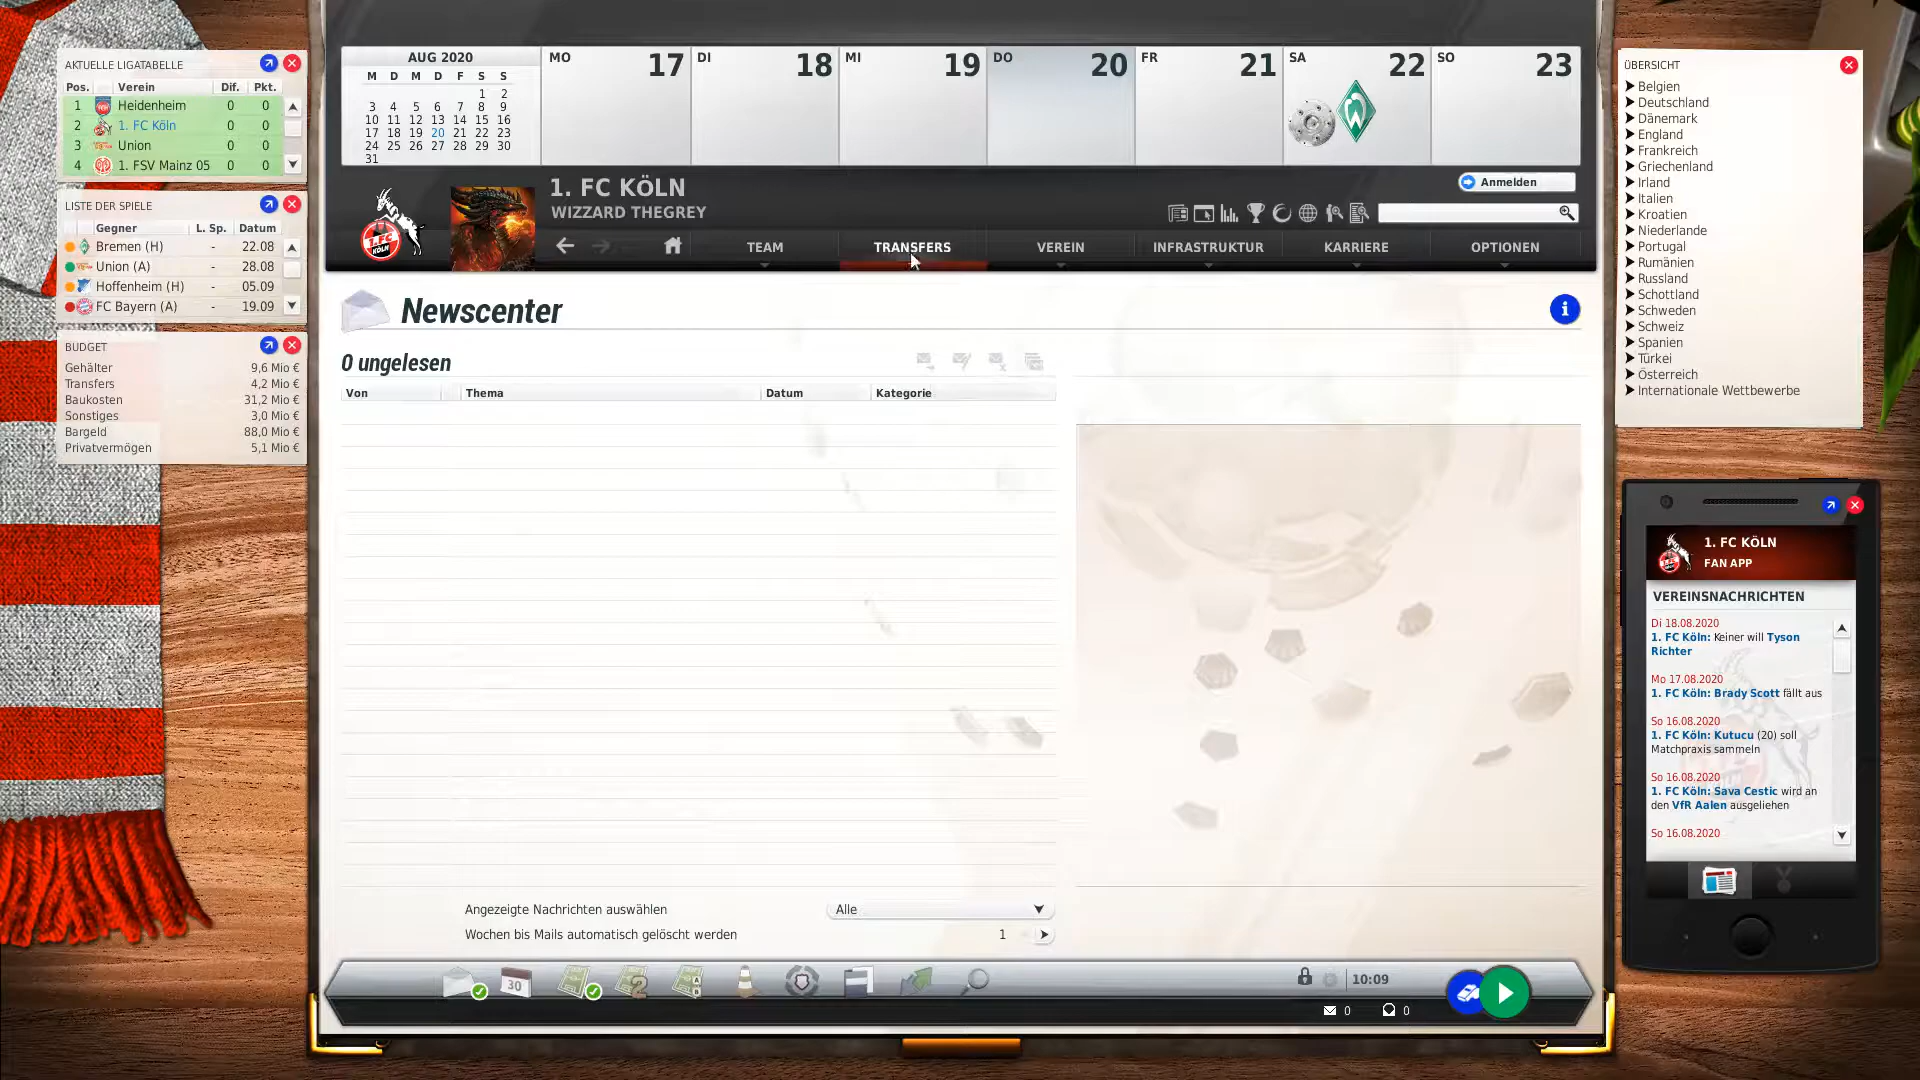 AKTUELLE LIGATABELLE
Pos. Verein Dif. Pkt.
1 Heidenheim 0 0
2 1. FC Köln 0 0
3 Union 0 0
4 1. FSV Mainz 05 0 0
LISTE DER SPIELE
Gegner L. Sp. Datum
Bremen (H) - 22.08
Union (A) - 28.08
Hoffenheim (H) - 05.09
FC Bayern (A) - 19.09
BUDGET
Gehälter 9,6 Mio €
Transfers 4,2 Mio €
Baukosten 31,2 Mio €
Sonstiges 3,0 Mio €
Bargeld 88,0 Mio €
Privatvermögen 5,1 Mio €
AUG 2020
M D M D F S S
1 2
3 4 5 6 7 8 9
10 11 12 13 14 15 16
17 18 19 20 21 22 23
24 25 26 27 28 29 30
31
MO 17 DI 18 MI 19 DO 20 FR 21 SA 22 SO 23
1. FC KÖLN
WIZZARD THEGREY
Anmelden
TEAM TRANSFERS VEREIN INFRASTRUKTUR KARRIERE OPTIONEN
Newscenter
0 ungelesen
Von Thema Datum Kategorie
Angezeigte Nachrichten auswählen Alle
Wochen bis Mails automatisch gelöscht werden 1
30
10:09
0 0
ÜBERSICHT
Belgien
Deutschland
Dänemark
England
Frankreich
Griechenland
Irland
Italien
Kroatien
Niederlande
Portugal
Rumänien
Russland
Schottland
Schweden
Schweiz
Spanien
Türkei
Österreich
Internationale Wettbewerbe
1. FC KÖLN
FAN APP
VEREINSNACHRICHTEN
Di 18.08.2020
1. FC Köln: Keiner will Tyson
Richter
Mo 17.08.2020
1. FC Köln: Brady Scott fällt aus
So 16.08.2020
1. FC Köln: Kutucu (20) soll
Matchpraxis sammeln
So 16.08.2020
1. FC Köln: Sava Cestic wird an
den VfR Aalen ausgeliehen
So 16.08.2020